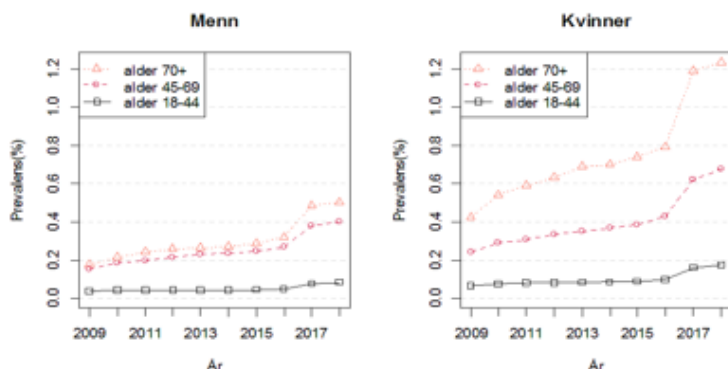 Menn
Kvinner
alder 70+
alder 45-69
alder 18-44
alder 70+
alder 45-69
alder 18-44
Prevalens(%)
Prevalens(%)
0.0
0.2
0.4
0.6
0.8
1.0
1.2
0.0
0.2
0.4
0.6
0.8
1.0
1.2
2009 2011 2013 2015 2017
2009 2011 2013 2015 2017
År
År